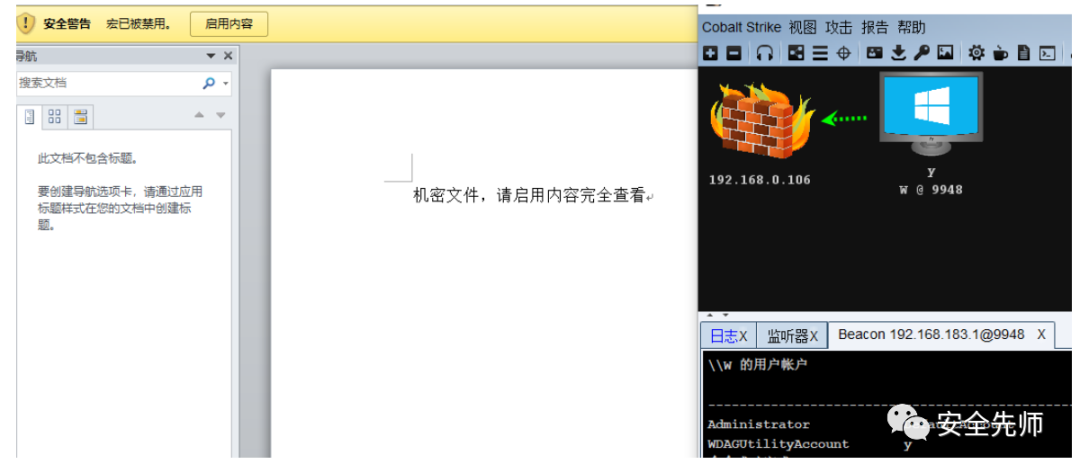 安全警告 宏已被禁用。 启用内容
导航
搜索文档
此文档不包含标题。
要创建导航选项卡，请通过应用
标题样式在您的文档中创建标
题。
机密文件，请启用内容完全查看
Cobalt Strike 视图 攻击 报告 帮助
192.168.0.106
y
W @ 9948
日志X 监听器X Beacon 192.168.183.1@9948 X
\\W 的用户帐户
-------------------------------------------------------
Administrator
WDAGUtilityAccount y
安全先师